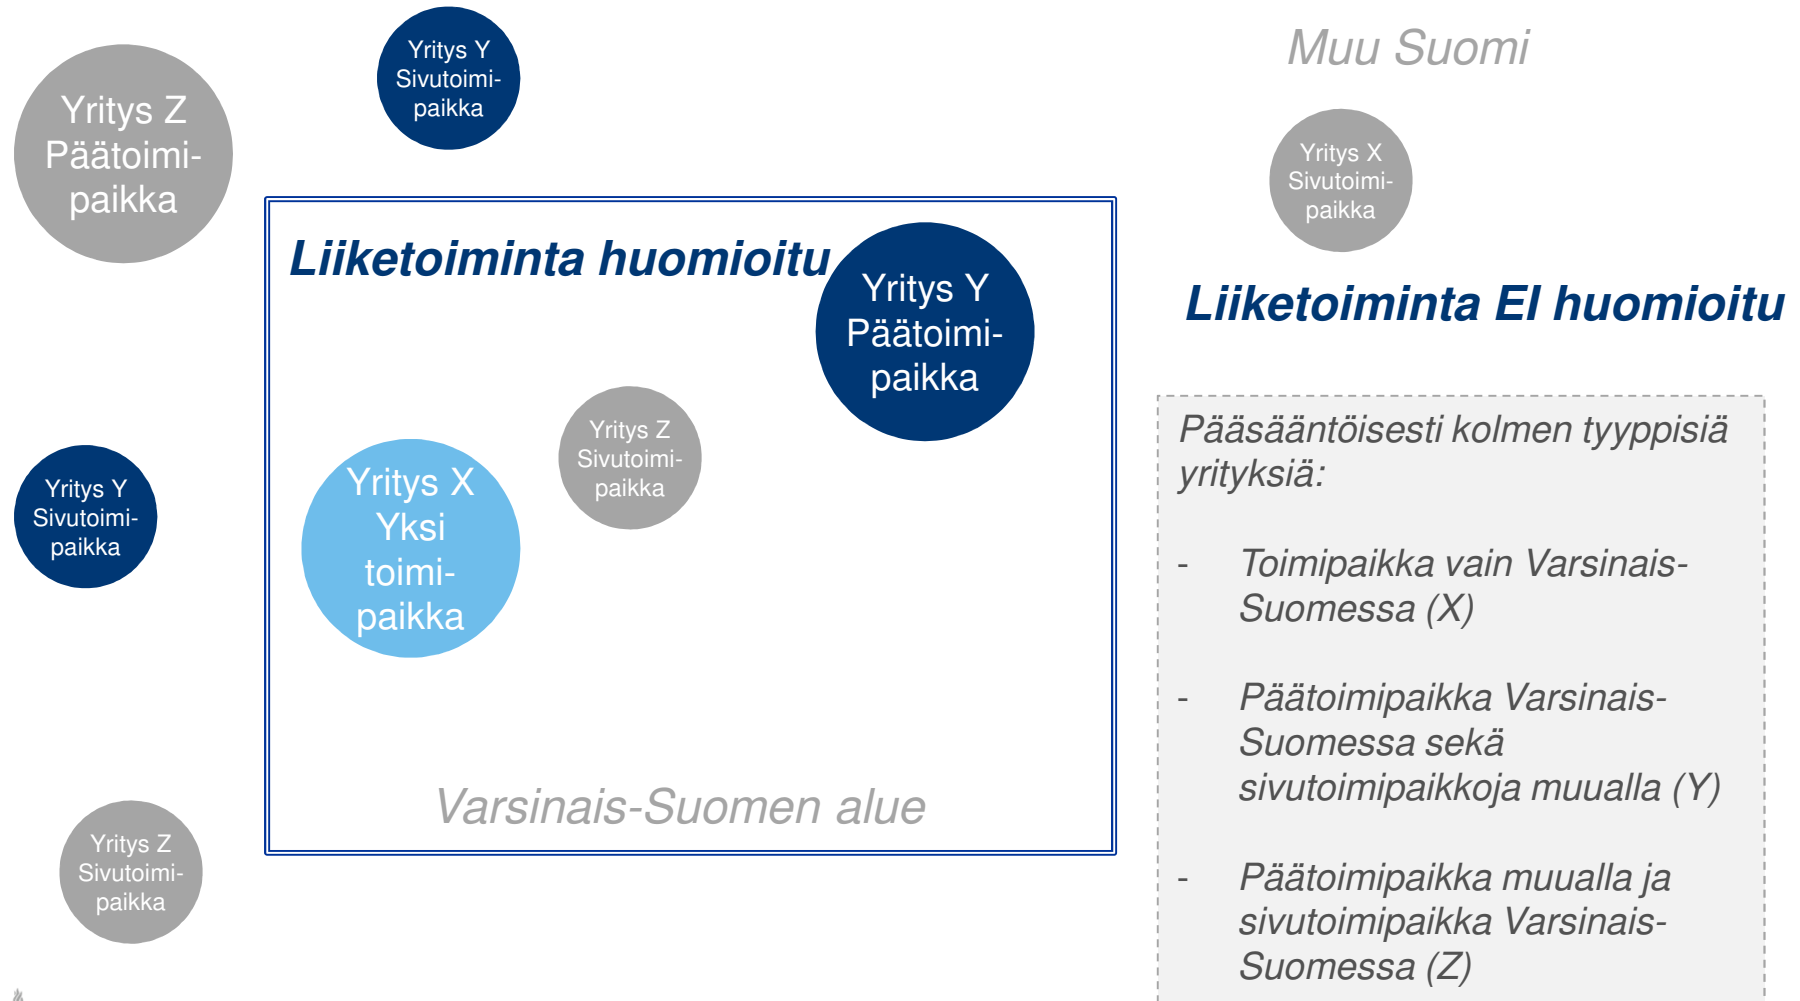 Muu Suomi
Yritys Y
Sivutoimi-
paikka
Yritys Z
Päätoimi-
paikka
Yritys X
Sivutoimi-
paikka
Liiketoiminta huomioitu
Yritys Y
Päätoimi-
paikka
Liiketoiminta EI huomioitu
Yritys Z
Sivutoimi-
paikka
Yritys X
Yksi
toimi-
paikka
Yritys Y
Sivutoimi-
paikka
Varsinais-Suomen alue
Yritys Z
Sivutoimi-
paikka
Pääsääntöisesti kolmen tyyppisiä
yrityksiä:
- Toimipaikka vain Varsinais-
Suomessa (X)
- Päätoimipaikka Varsinais-
Suomessa sekä
sivutoimipaikkoja muualla (Y)
- Päätoimipaikka muualla ja
sivutoimipaikka Varsinais-
Suomessa (Z)